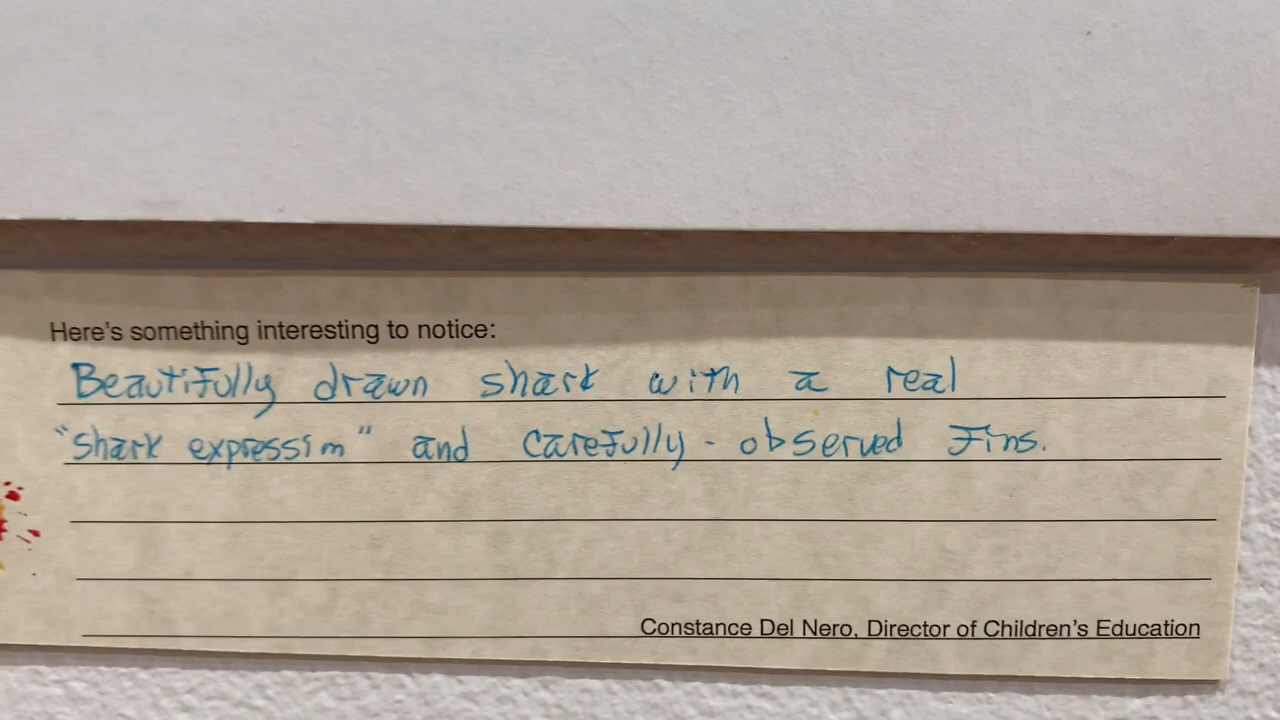 Here's something interesting to notice:
Beautifully drawn shark with a real
"shark expression" and carefully-observed fins.
Constance Del Nero, Director of Children's Education